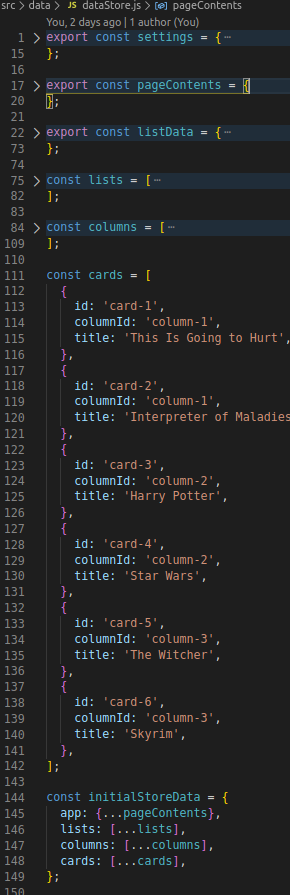 src > data > JS dataStore.js > pageContents
You, 2 days ago | 1 author (You)
1 > export const settings = {⋯
15 };
16
17 > export const pageContents = {
20 };
21
22 > export const listData = {⋯
73 };
74
75 > const lists = [⋯
82 ];
83
84 > const columns = [⋯
109 ];
110
111 const cards = [
112 {
113 id: 'card-1',
114 columnId: 'column-1',
115 title: 'This Is Going to Hurt',
116 },
117 {
118 id: 'card-2',
119 columnId: 'column-1',
120 title: 'Interpreter of Maladies
121 },
122 {
123 id: 'card-3',
124 columnId: 'column-2',
125 title: 'Harry Potter',
126 },
127 {
128 id: 'card-4',
129 columnId: 'column-2',
130 title: 'Star Wars',
131 },
132 {
133 id: 'card-5',
134 columnId: 'column-3',
135 title: 'The Witcher',
136 },
137 {
138 id: 'card-6',
139 columnId: 'column-3',
140 title: 'Skyrim',
141 },
142 ];
143
144 const initialStoreData = {
145 app: {...pageContents},
146 lists: [...lists],
147 columns: [...columns],
148 cards: [...cards],
149 };
150